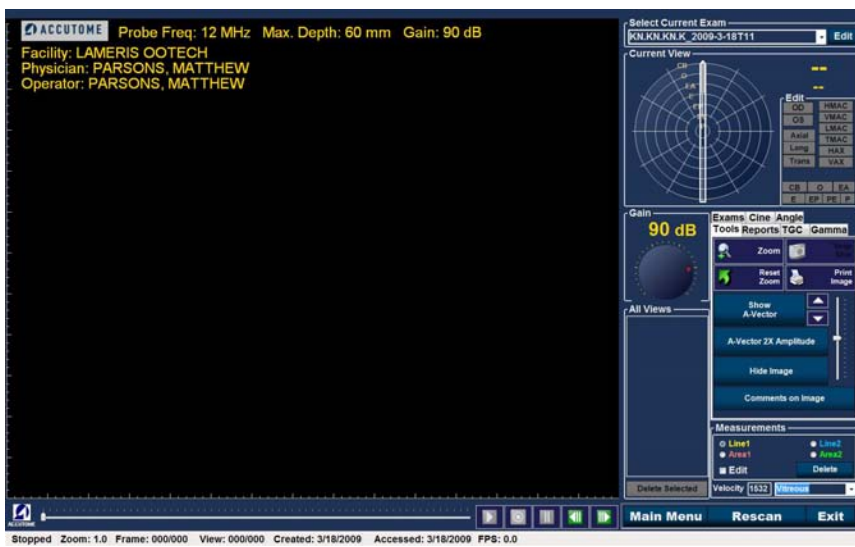 ACCUTOME Probe Freq: 12 MHz Max. Depth: 60 mm Gain: 90 dB
Facility: LAMERIS OOTECH
Physician: PARSONS, MATTHEW
Operator: PARSONS, MATTHEW
Select Current Exam
KN.KN.KN.K_2009-3-18T11 Edit
Current View
CB
O
EA
E
EP
--
--
Edit
OD HMAC
OS VMAC
LMAC
Axial TMAC
Long HAX
Trans VAX
CB O EA
E EP PE P
Gain
90 dB
Exams Cine Angle
Tools Reports TGC Gamma
Zoom
Reset Zoom
Print Image
Show A-Vector
A-Vector 2X Amplitude
Hide Image
Comments on Image
All Views
Delete Selected
Measurements
Line1 Line2
Area1 Area2
Edit Delete
Velocity 1532 Vitreous
ACCUTOME
Main Menu Rescan Exit
Stopped Zoom: 1.0 Frame: 000/000 View: 000/000 Created: 3/18/2009 Accessed: 3/18/2009 FPS: 0.0